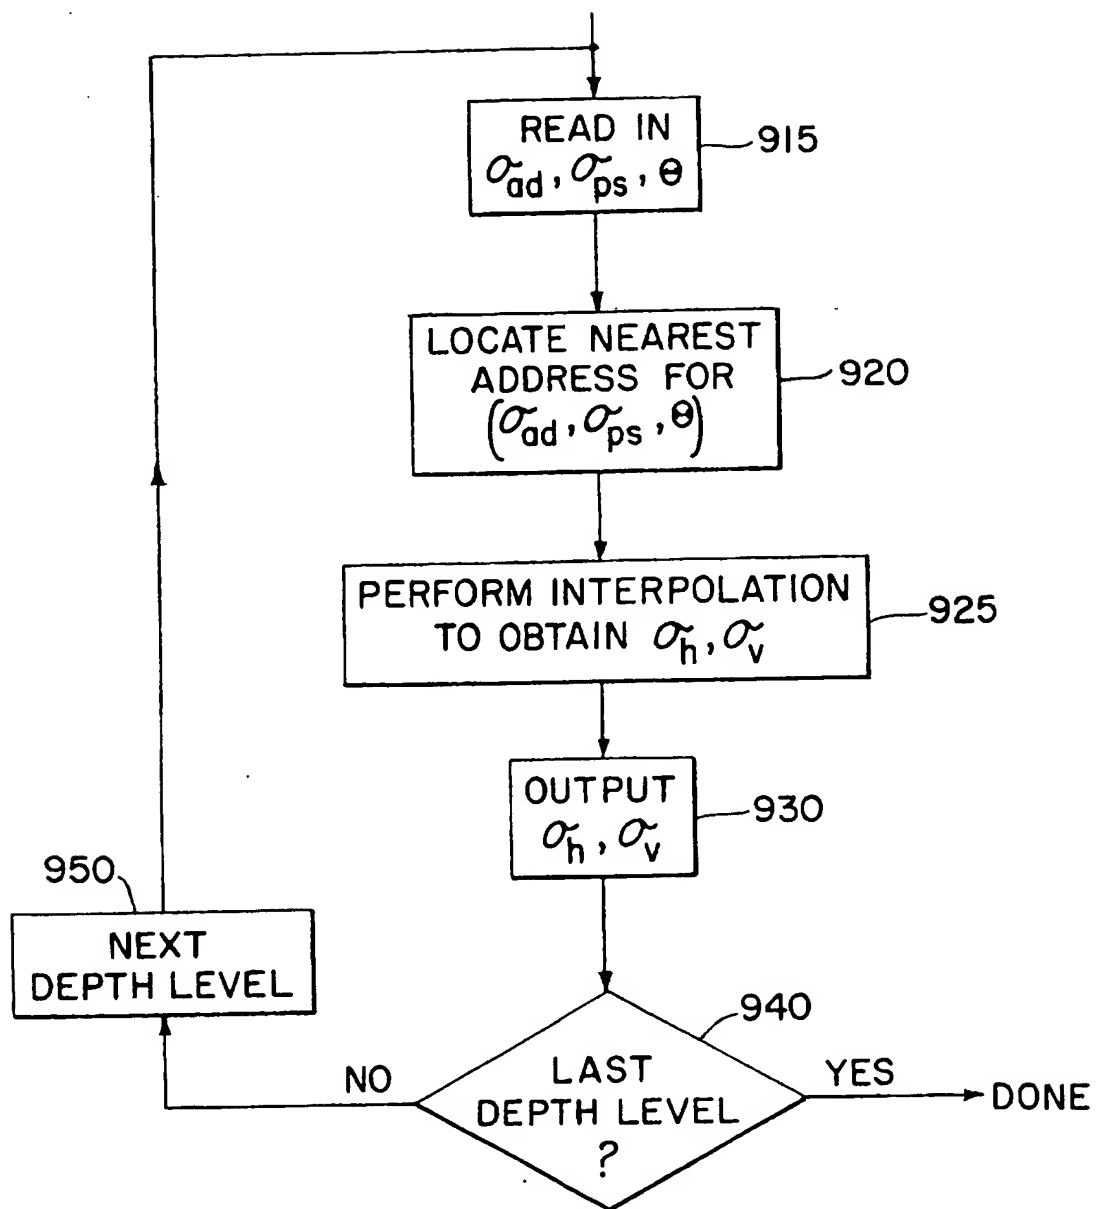 READ IN
σad, σps, θ
915
LOCATE NEAREST
ADDRESS FOR
(σad, σps, θ)
920
PERFORM INTERPOLATION
TO OBTAIN σh, σv
925
OUTPUT
σh, σv
930
950
NEXT
DEPTH LEVEL
940
LAST
DEPTH LEVEL
?
NO
YES
DONE